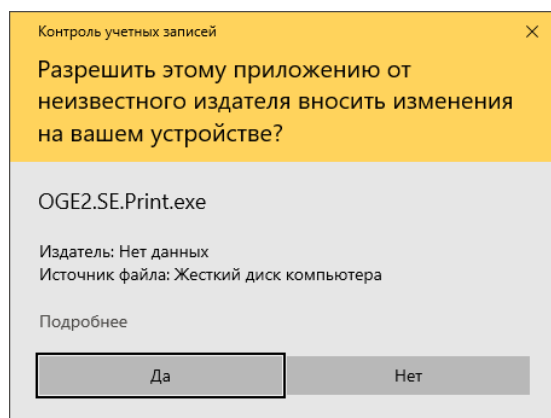 Контроль учетных записей
Разрешить этому приложению от
неизвестного издателя вносить изменения
на вашем устройстве?
OGE2.SE.Print.exe
Издатель: Нет данных
Источник файла: Жесткий диск компьютера
Подробнее
Да
Нет